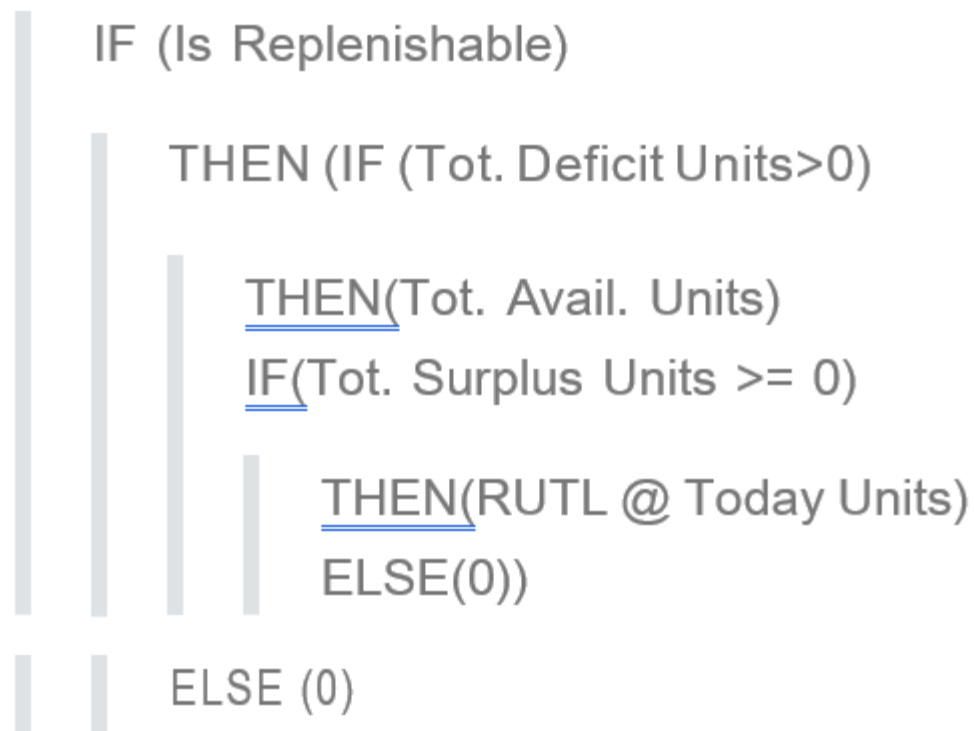 IF (Is Replenishable)
THEN (IF (Tot. Deficit Units>0)
THEN(Tot. Avail. Units)
IF(Tot. Surplus Units >= 0)
THEN(RUTL @ Today Units)
ELSE(0))
ELSE (0)